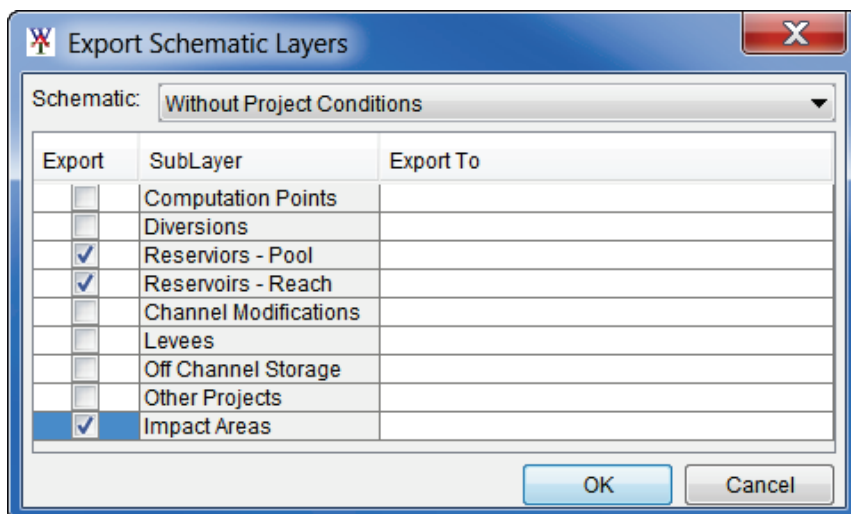 Export Schematic Layers
Schematic: Without Project Conditions
Export SubLayer Export To
Computation Points
Diversions
Reserviors - Pool
Reservoirs - Reach
Channel Modifications
Levees
Off Channel Storage
Other Projects
Impact Areas
OK Cancel